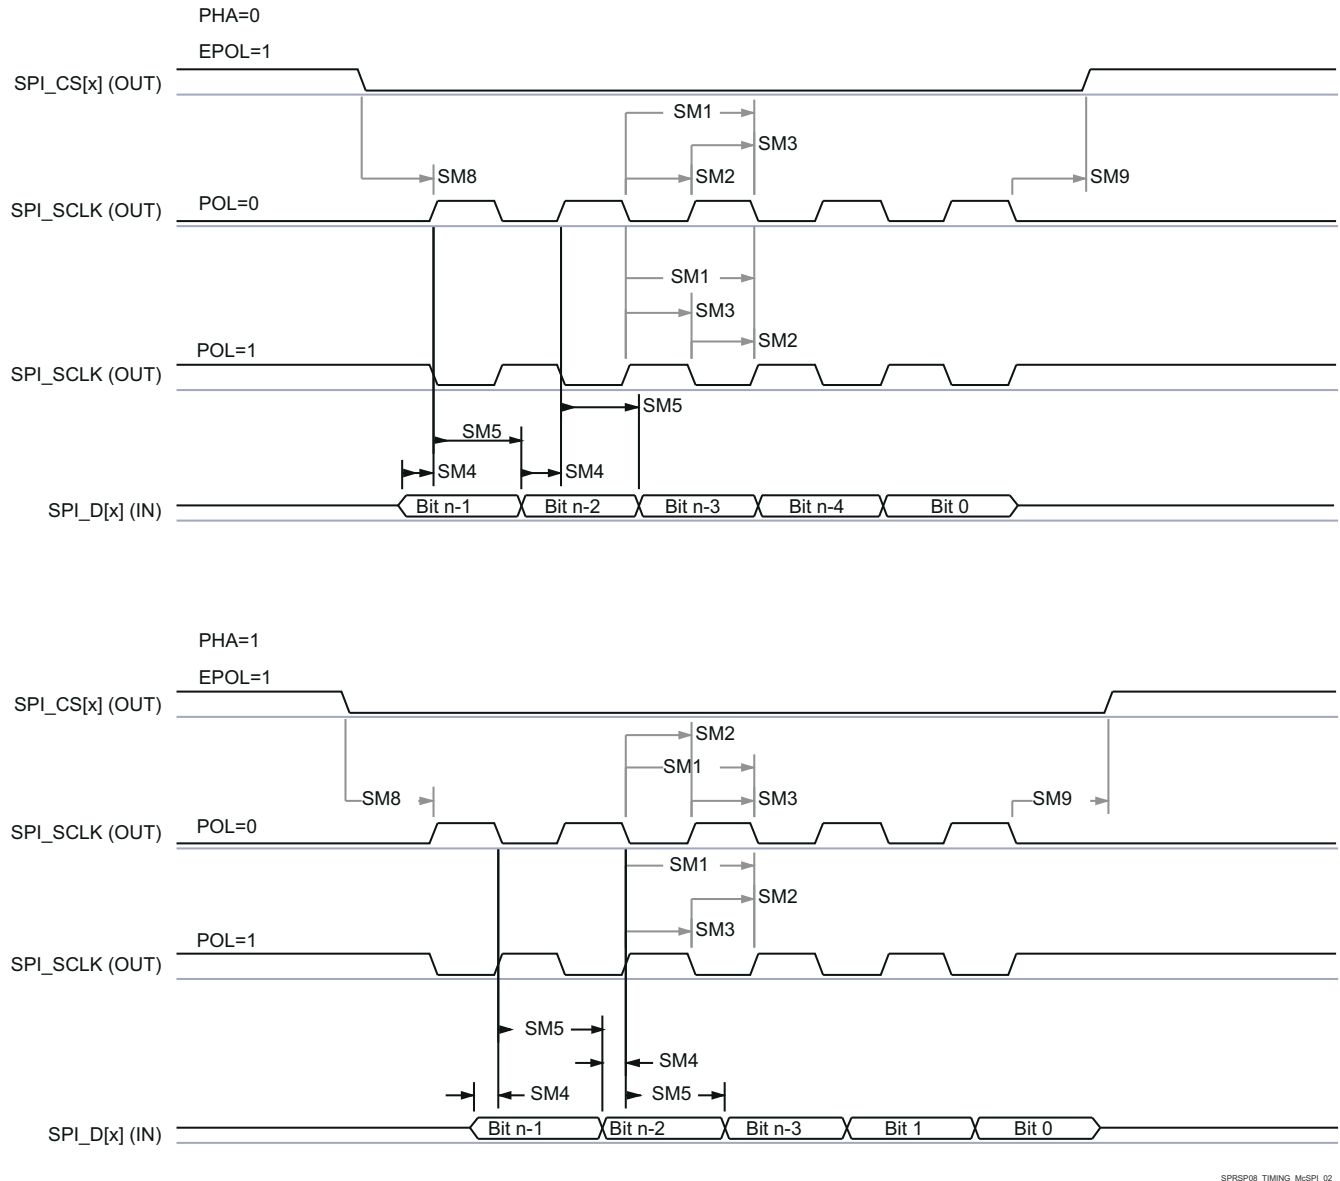 PHA=0
EPOL=1
SPI_CS[x] (OUT)
SM1
SM3
SM8
SM2
SM9
POL=0
SPI_SCLK (OUT)
SM1
SM3
SM2
POL=1
SPI_SCLK (OUT)
SM5
SM5
SM4
SM4
SPI_D[x] (IN)
Bit n-1
Bit n-2
Bit n-3
Bit n-4
Bit 0
PHA=1
EPOL=1
SPI_CS[x] (OUT)
SM2
SM1
SM8
SM3
SM9
POL=0
SPI_SCLK (OUT)
SM1
SM2
SM3
POL=1
SPI_SCLK (OUT)
SM5
SM4
SM4
SM5
SPI_D[x] (IN)
Bit n-1
Bit n-2
Bit n-3
Bit 1
Bit 0
SPRSP08_TIMING_McSPI_02